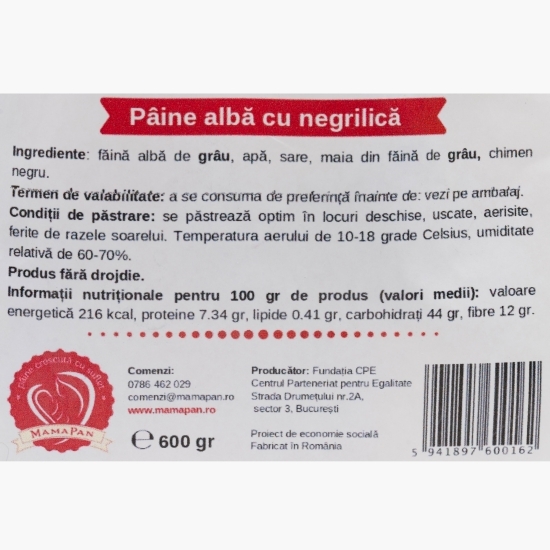 Pâine albă cu negrilică
Ingrediente: făină albă de grâu, apă, sare, maia din făină de grâu, chimen
negru.
Termen de valabilitate: a se consuma de preferință înainte de: vezi pe ambalaj.
Condiții de păstrare: se păstrează optim în locuri deschise, uscate, aerisite,
ferite de razele soarelui. Temperatura aerului de 10-18 grade Celsius, umiditate
relativă de 60-70%.
Produs fără drojdie.
Informații nutriționale pentru 100 gr de produs (valori medii): valoare
energetică 216 kcal, proteine 7.34 gr, lipide 0.41 gr, carbohidrați 44 gr, fibre 12 gr.
pâine crescută cu suflet
MAMAPAN
Comenzi:
0786 462 029
comenzi@mamapan.ro
www.mamapan.ro
℮ 600 gr
Producător: Fundația CPE
Centrul Parteneriat pentru Egalitate
Strada Drumețului nr.2A,
sector 3, București
Proiect de economie socială
Fabricat în România
5 941897 600162